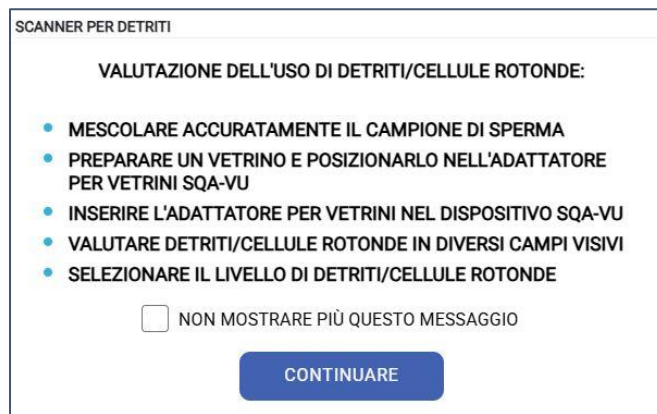 SCANNER PER DETRITI
VALUTAZIONE DELL'USO DI DETRITI/CELLULE ROTONDE:
MESCOLARE ACCURATAMENTE IL CAMPIONE DI SPERMA
PREPARARE UN VETRINO E POSIZIONARLO NELL'ADATTATORE
PER VETRINI SQA-VU
INSERIRE L'ADATTATORE PER VETRINI NEL DISPOSITIVO SQA-VU
VALUTARE DETRITI/CELLULE ROTONDE IN DIVERSI CAMPI VISIVI
SELEZIONARE IL LIVELLO DI DETRITI/CELLULE ROTONDE
NON MOSTRARE PIÙ QUESTO MESSAGGIO
CONTINUARE